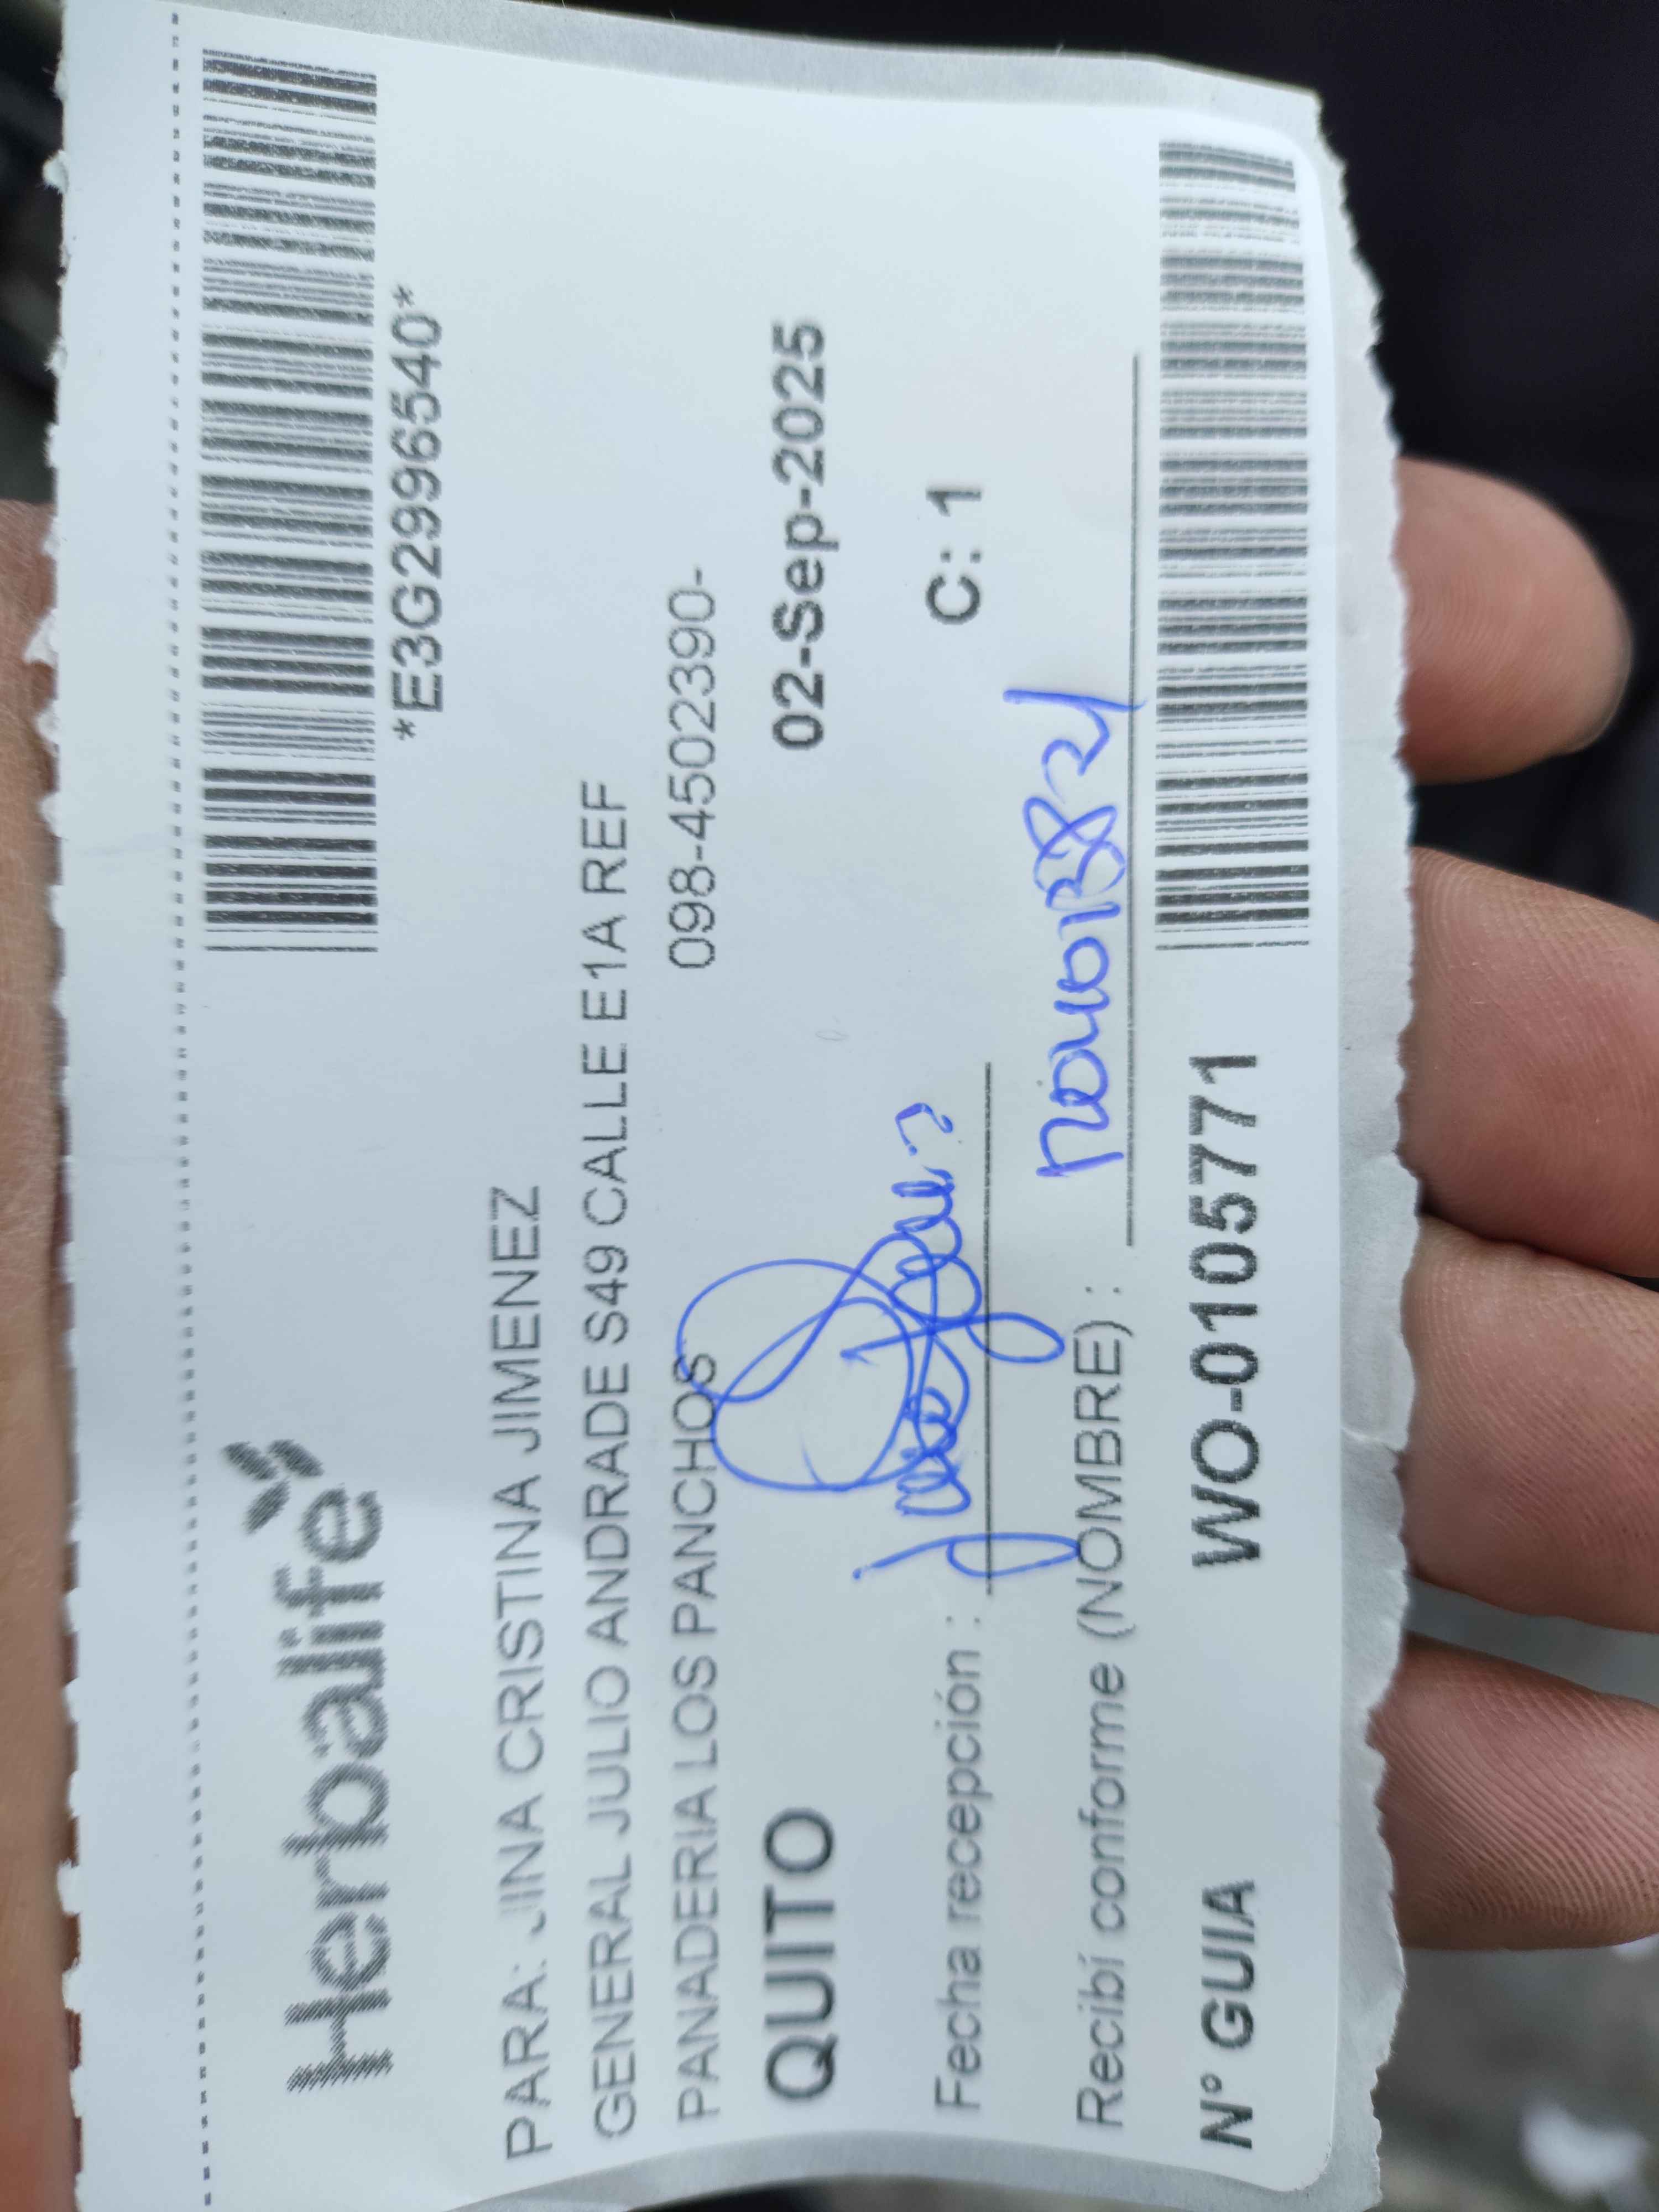 Herbalife
*E3G2996540*
PARA: JINA CRISTINA JIMENEZ
GENERAL JULIO ANDRADE S49 CALLE E1A REF
PANADERIA LOS PANCHOS 098-4502390-
QUITO 02-Sep-2025
Fecha recepción : C: 1
Recibí conforme (NOMBRE) :
N° GUIA WO-0105771